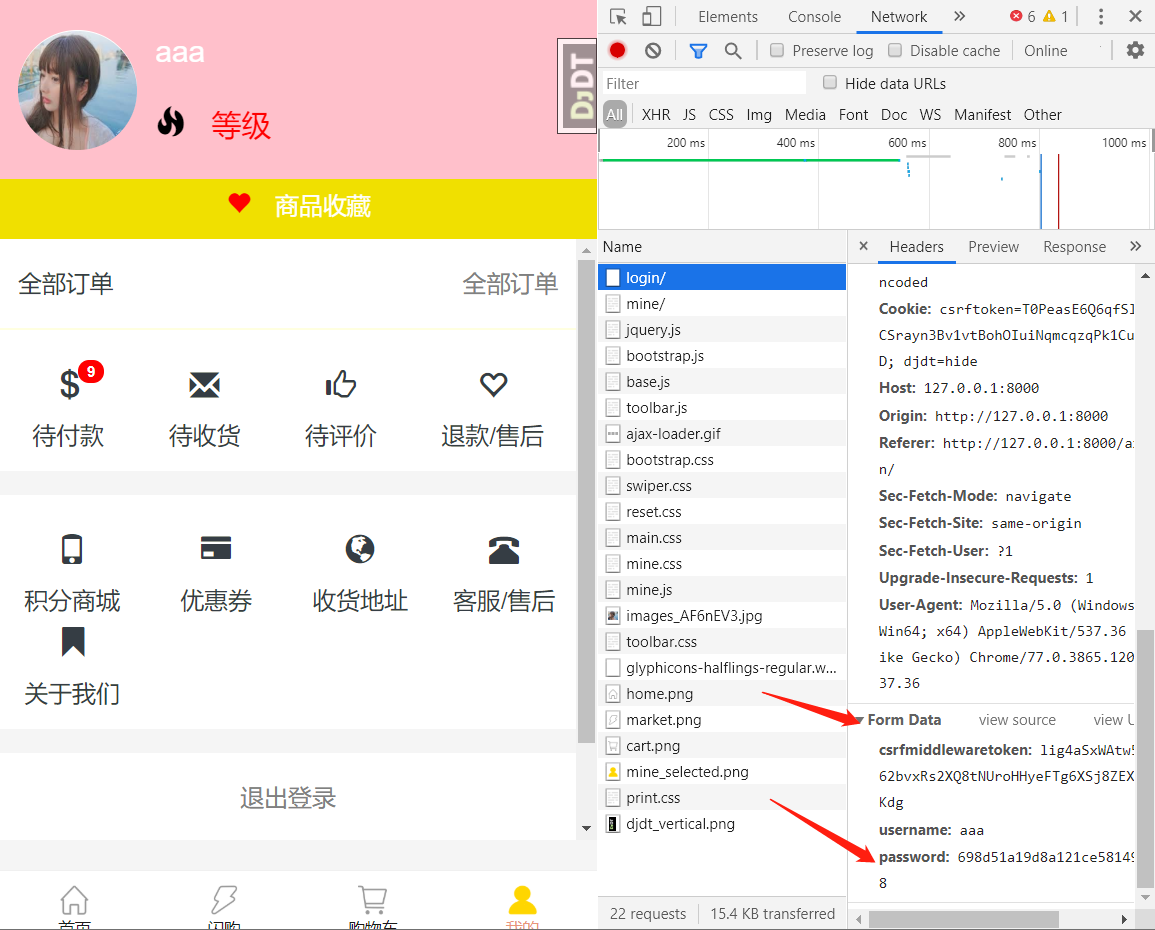 aaa
等级
DJDT
商品收藏
全部订单 全部订单
9
待付款 待收货 待评价 退款/售后
积分商城 优惠券 收货地址 客服/售后
关于我们
退出登录
首页 闪购 购物车 我的
Elements Console Network » 6 1
Preserve log Disable cache Online
Filter Hide data URLs
All XHR JS CSS Img Media Font Doc WS Manifest Other
200 ms 400 ms 600 ms 800 ms 1000 ms
Name
login/
mine/
jquery.js
bootstrap.js
base.js
toolbar.js
ajax-loader.gif
bootstrap.css
swiper.css
reset.css
main.css
mine.css
mine.js
images_AF6nEV3.jpg
toolbar.css
glyphicons-halflings-regular.w...
home.png
market.png
cart.png
mine_selected.png
print.css
djdt_vertical.png
22 requests 15.4 KB transferred
× Headers Preview Response »
ncoded
Cookie: csrftoken=T0PeasE6Q6qfSI
CSrayn3Bv1vtBohOIuiNqmcqzqPk1Cu
D; djdt=hide
Host: 127.0.0.1:8000
Origin: http://127.0.0.1:8000
Referer: http://127.0.0.1:8000/a
n/
Sec-Fetch-Mode: navigate
Sec-Fetch-Site: same-origin
Sec-Fetch-User: ?1
Upgrade-Insecure-Requests: 1
User-Agent: Mozilla/5.0 (Windows
Win64; x64) AppleWebKit/537.36
ike Gecko) Chrome/77.0.3865.120
37.36
Form Data view source view U
csrfmiddlewaretoken: lig4aSxWAtw
62bvxRs2XQ8tNUroHHyeFTg6XSj8ZEX
Kdg
username: aaa
password: 698d51a19d8a121ce58149
8